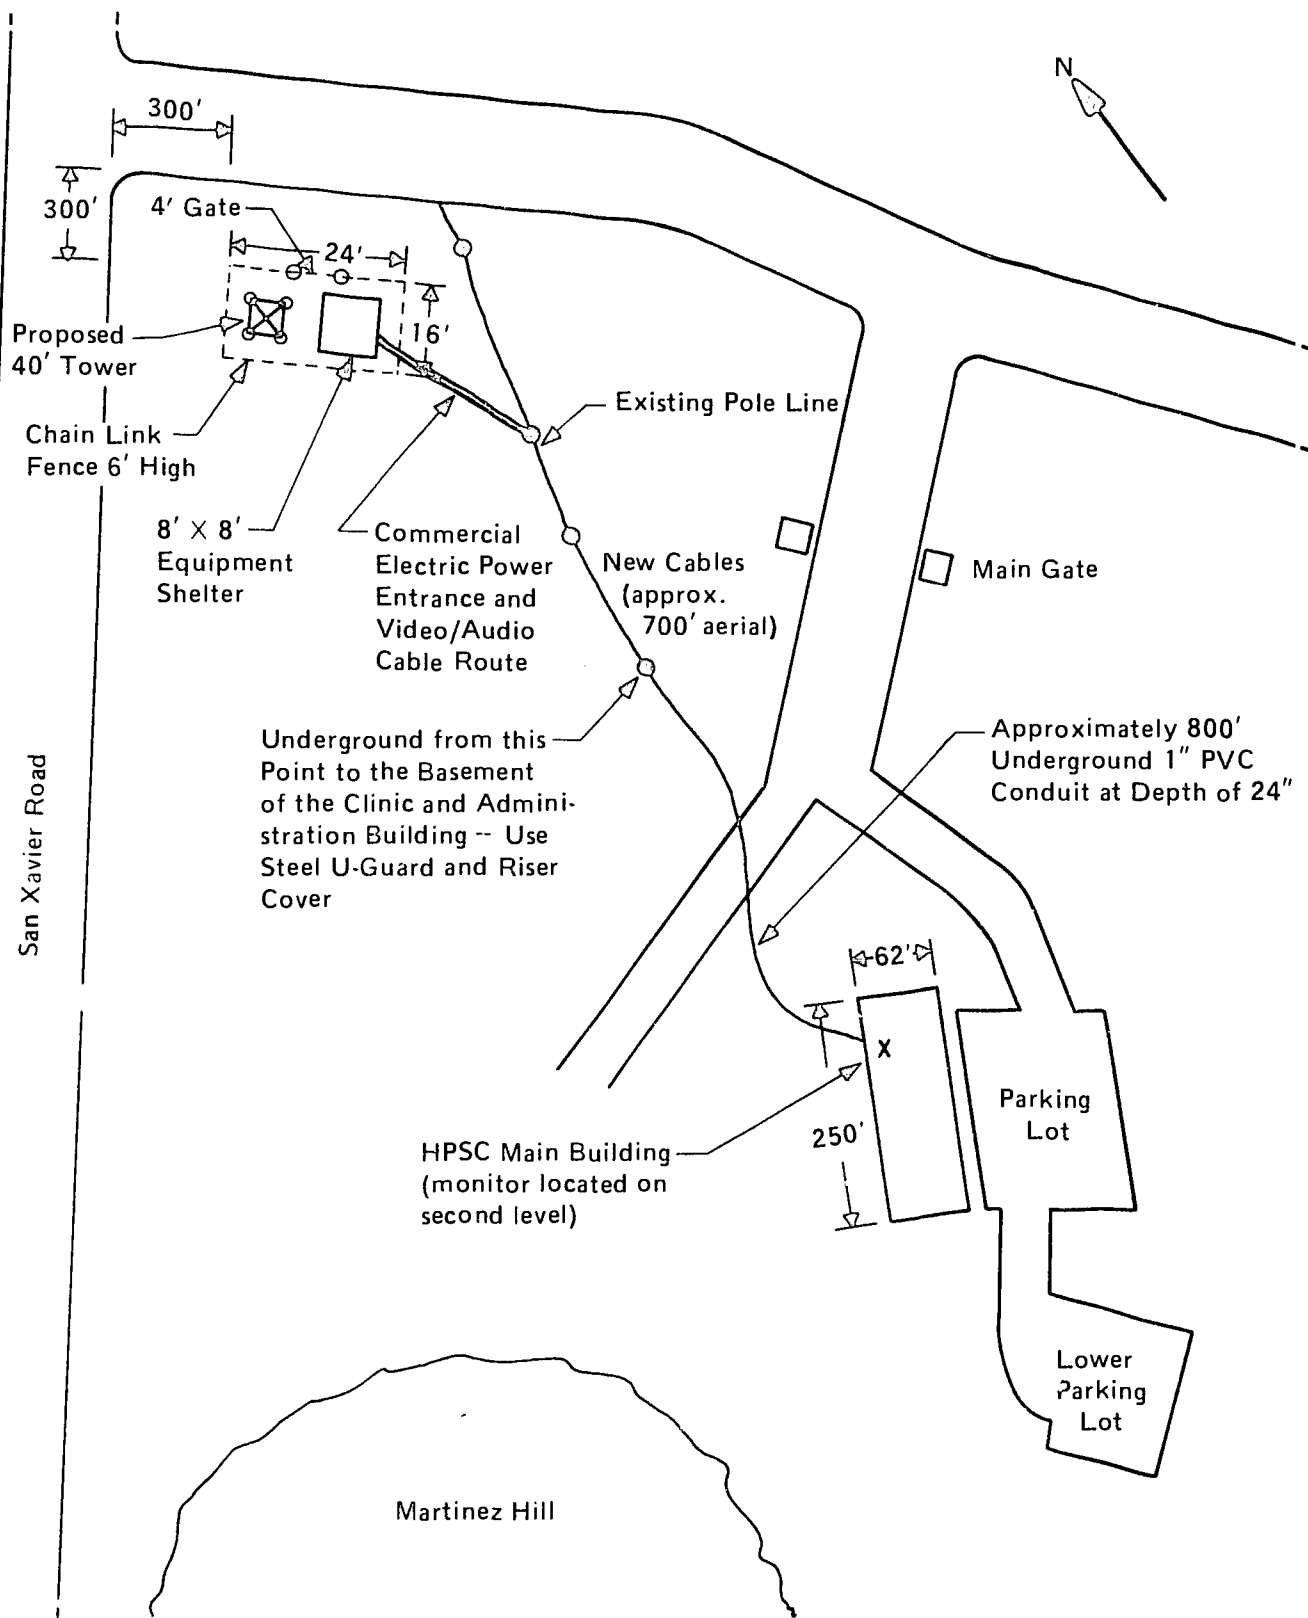 N
300'
300'
4' Gate
24'
16'
Proposed
40' Tower
Existing Pole Line
Chain Link
Fence 6' High
8' X 8'
Equipment
Shelter
Commercial
Electric Power
Entrance and
Video/Audio
Cable Route
New Cables
(approx.
700' aerial)
Main Gate
Underground from this
Point to the Basement
of the Clinic and Admini-
stration Building -- Use
Steel U-Guard and Riser
Cover
Approximately 800'
Underground 1" PVC
Conduit at Depth of 24"
San Xavier Road
62'
X
250'
HPSC Main Building
(monitor located on
second level)
Parking
Lot
Lower
Parking
Lot
Martinez Hill